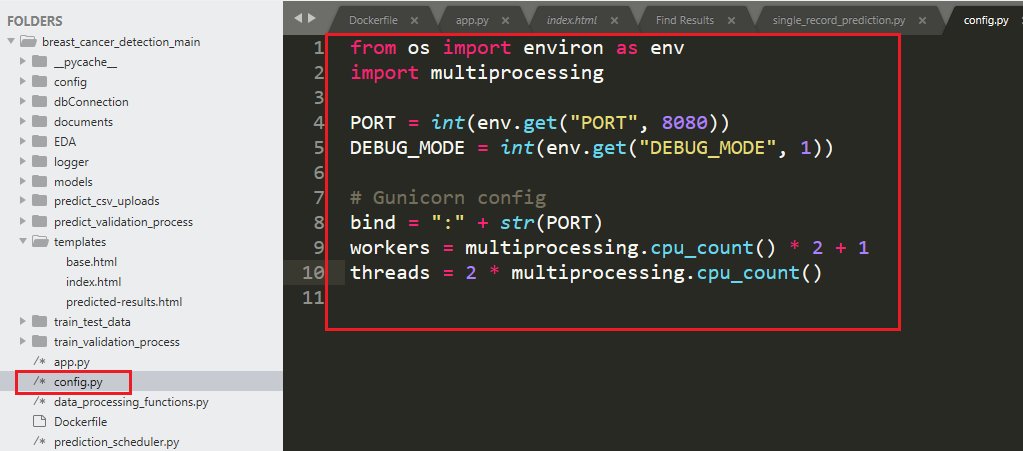 FOLDERS
breast_cancer_detection_main
__pycache__
config
dbConnection
documents
EDA
logger
models
predict_csv_uploads
predict_validation_process
templates
base.html
index.html
predicted-results.html
train_test_data
train_validation_process
/* app.py
/* config.py
/* data_processing_functions.py
Dockerfile
/* prediction_scheduler.py
Dockerfile × app.py × index.html × Find Results × single_record_prediction.py × config.py
1 from os import environ as env
2 import multiprocessing
3
4 PORT = int(env.get("PORT", 8080))
5 DEBUG_MODE = int(env.get("DEBUG_MODE", 1))
6
7 # Gunicorn config
8 bind = ":" + str(PORT)
9 workers = multiprocessing.cpu_count() * 2 + 1
10 threads = 2 * multiprocessing.cpu_count()
11